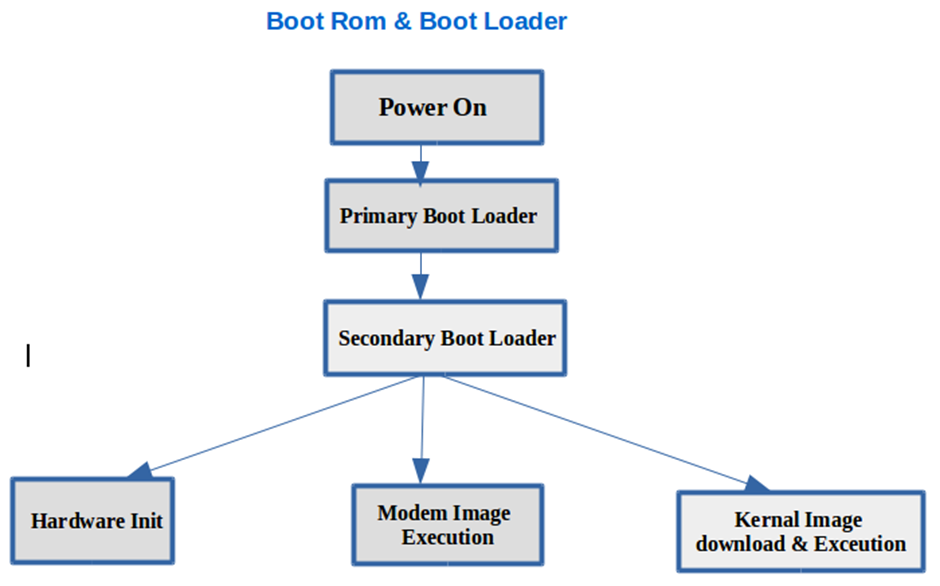 Boot Rom & Boot Loader
Power On
Primary Boot Loader
Secondary Boot Loader
Hardware Init
Modem Image
Execution
Kernal Image
download & Exceution